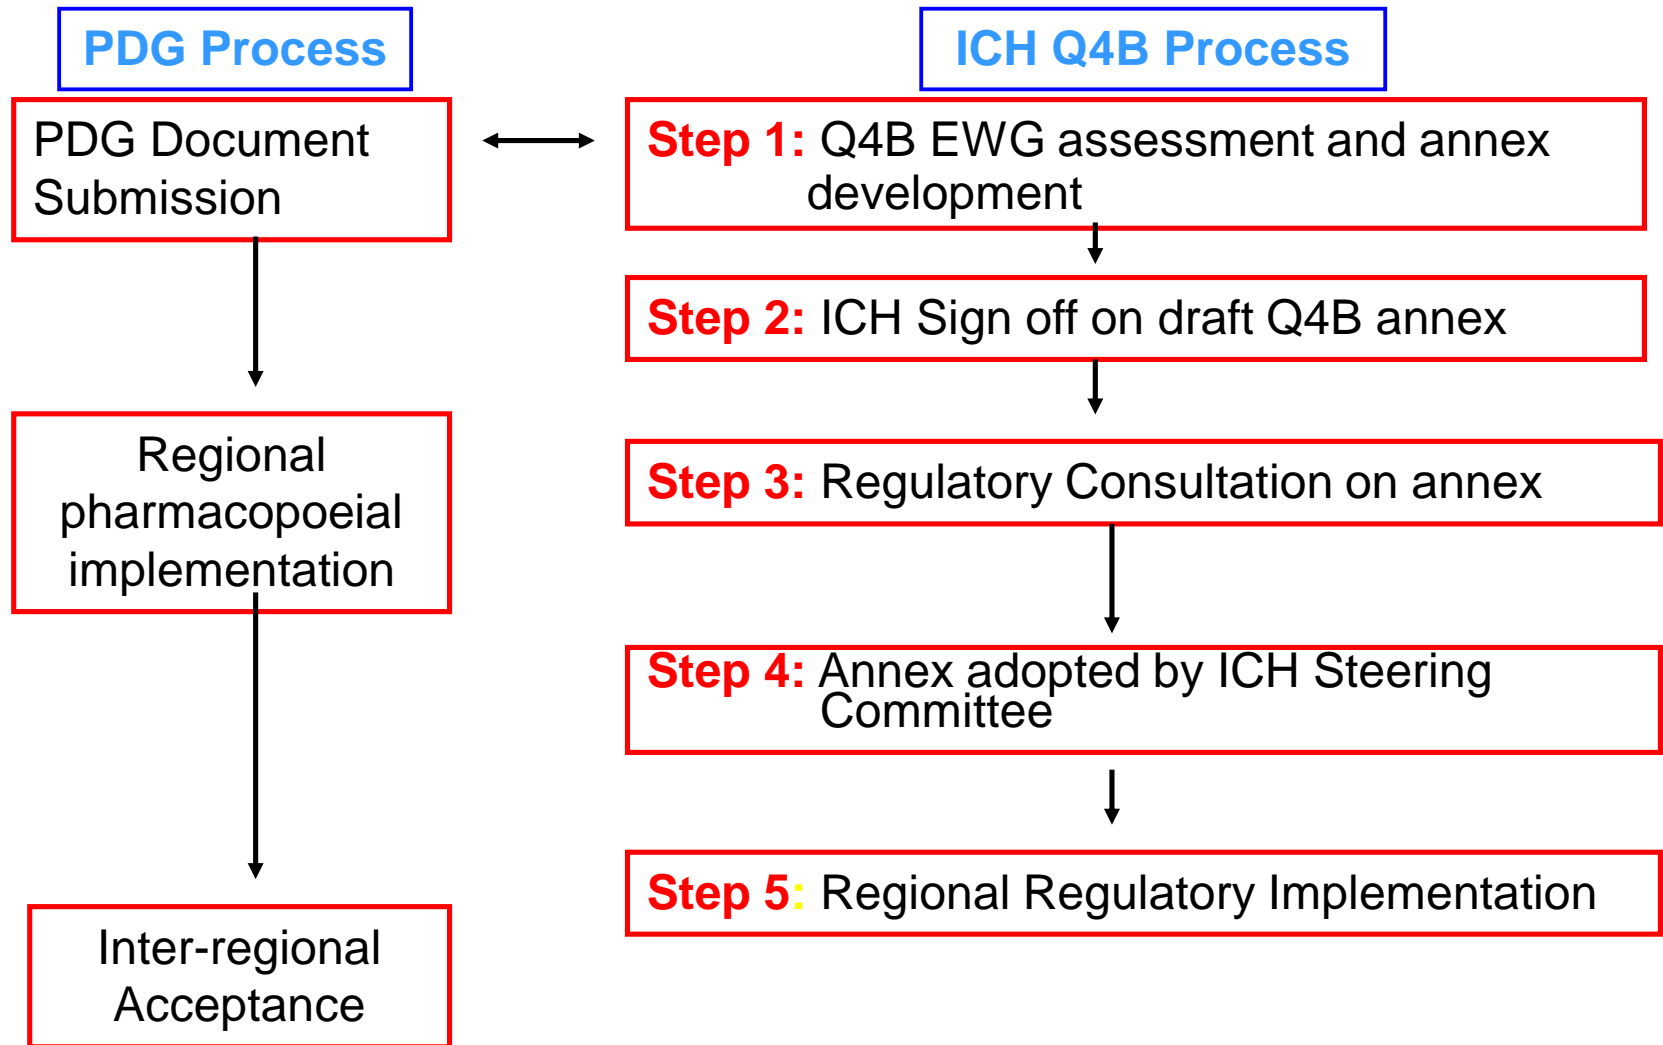 PDG Process
ICH Q4B Process
PDG Document
Submission
Step 1: Q4B EWG assessment and annex
development
Step 2: ICH Sign off on draft Q4B annex
Regional
pharmacopoeial
implementation
Step 3: Regulatory Consultation on annex
Step 4: Annex adopted by ICH Steering
Committee
Step 5: Regional Regulatory Implementation
Inter-regional
Acceptance